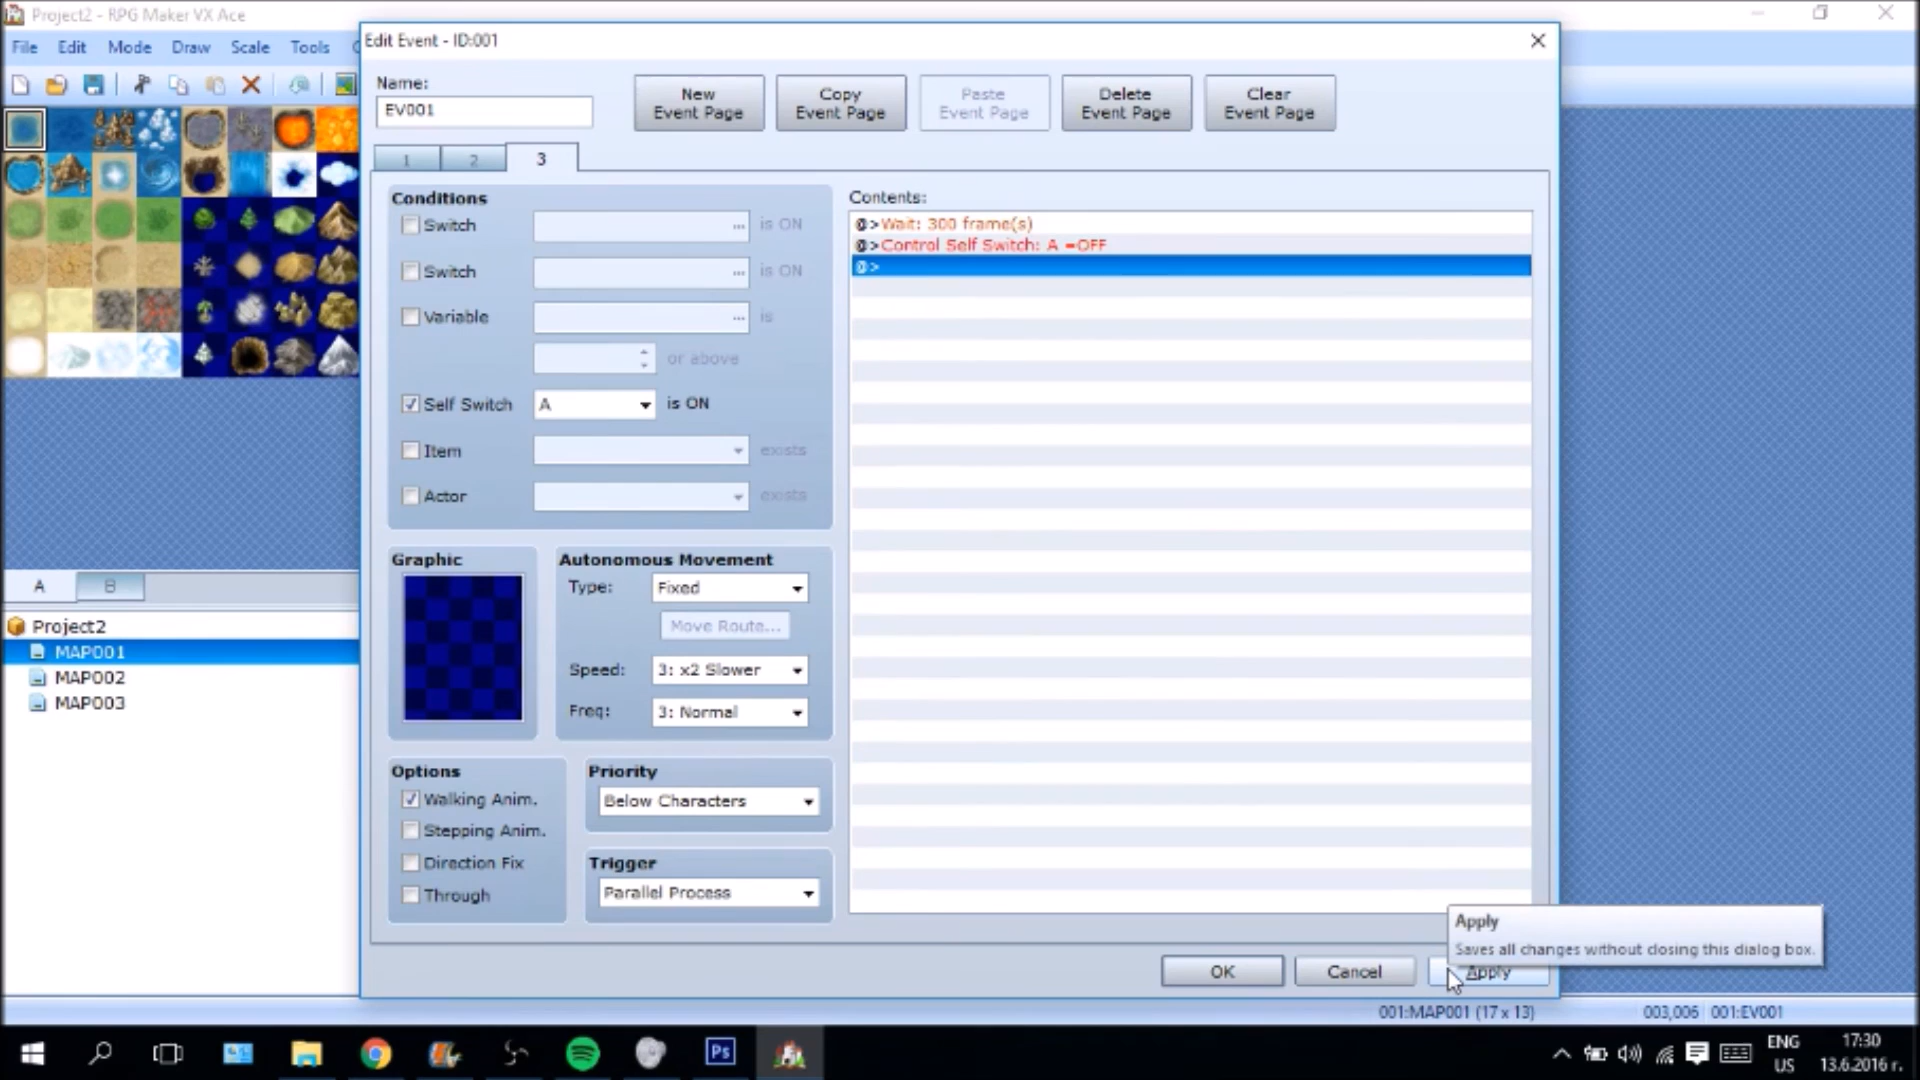 Project2 - RPG Maker VX Ace
File Edit Mode Draw Scale Tools
Edit Event - ID:001
Name:
EV001
New
Event Page
Copy
Event Page
Paste
Event Page
Delete
Event Page
Clear
Event Page
1 2 3
Conditions
Switch ... is ON
Switch ... is ON
Variable ... is
or above
Self Switch A is ON
Item exists
Actor exists
Contents:
@>Wait: 300 frame(s)
@>Control Self Switch: A =OFF
@>
Graphic
Autonomous Movement
Type: Fixed
Move Route...
Speed: 3: x2 Slower
Freq: 3: Normal
Options
Walking Anim.
Stepping Anim.
Direction Fix
Through
Priority
Below Characters
Trigger
Parallel Process
A B
Project2
MAP001
MAP002
MAP003
Apply
Saves all changes without closing this dialog box.
OK Cancel Apply
001:MAP001 (17 x 13) 003,006 001:EV001
Ps
ENG
US
17:30
13.6.2016 г.